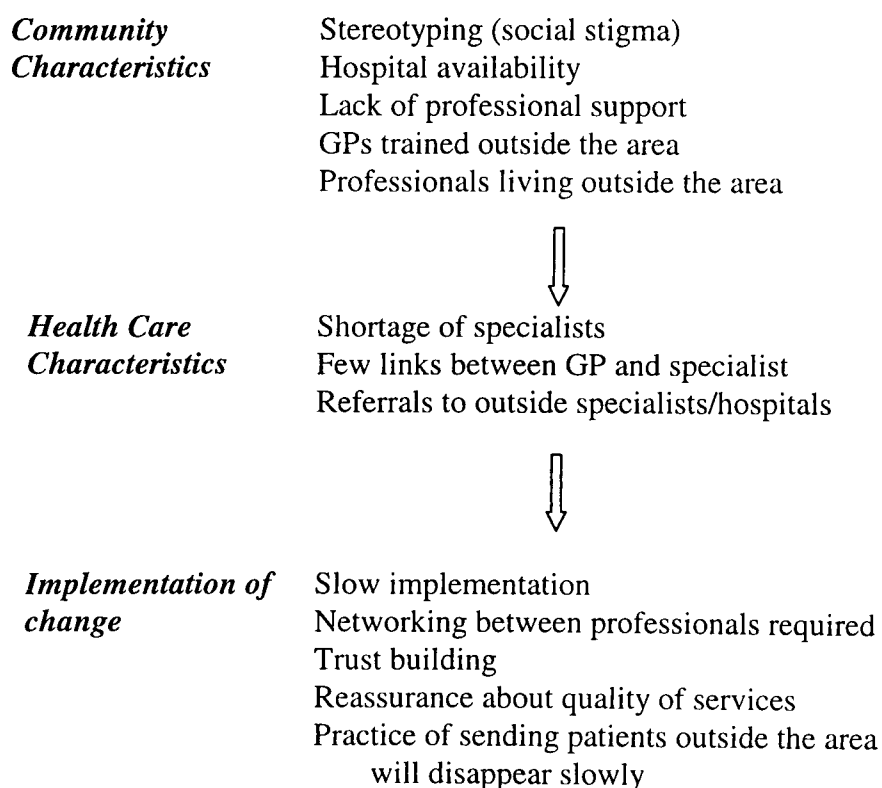 Community
Characteristics
Stereotyping (social stigma)
Hospital availability
Lack of professional support
GPs trained outside the area
Professionals living outside the area
Health Care
Characteristics
Shortage of specialists
Few links between GP and specialist
Referrals to outside specialists/hospitals
Implementation of
change
Slow implementation
Networking between professionals required
Trust building
Reassurance about quality of services
Practice of sending patients outside the area
will disappear slowly